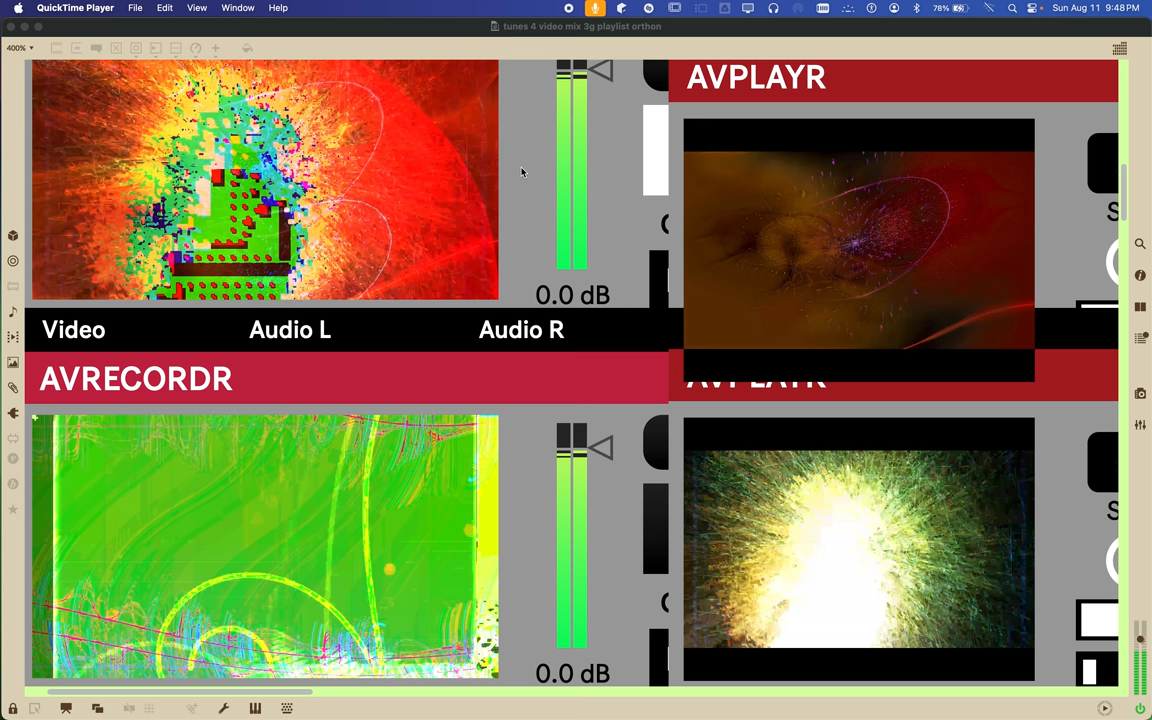 QuickTime Player File Edit View Window Help 78% Sun Aug 11 9:48 PM
tunes 4 video mix 3g playlist orthon
400%
AVPLAYR
0.0 dB
Video Audio L Audio R
AVRECORDR
0.0 dB